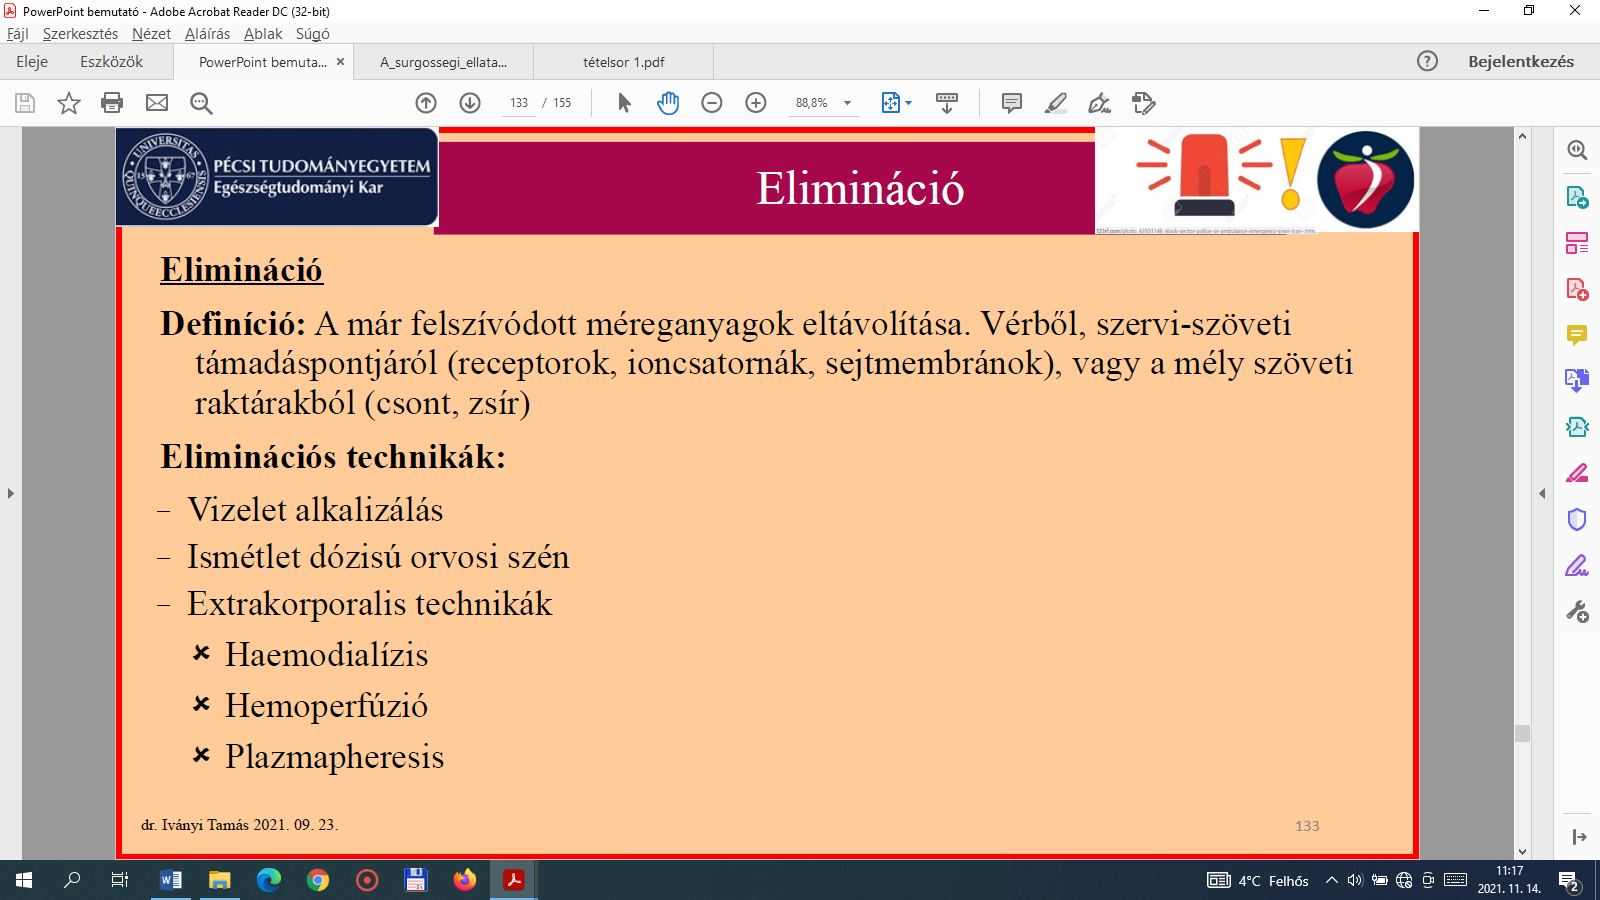 PowerPoint bemutató - Adobe Acrobat Reader DC (32-bit)
Fájl Szerkesztés Nézet Aláírás Ablak Súgó
Eleje Eszközök PowerPoint bemuta... × A_surgossegi_ellata... tételsor 1.pdf ? Bejelentkezés
133 / 155 88,8%
UNIVERSITAS QUINQUEECCLESIENSIS 1367
PÉCSI TUDOMÁNYEGYETEM
Egészségtudományi Kar
Elimináció
Elimináció
Definíció: A már felszívódott méreganyagok eltávolítása. Vérből, szervi-szöveti
támadáspontjáról (receptorok, ioncsatornák, sejtmembránok), vagy a mély szöveti
raktárakból (csont, zsír)
Eliminációs technikák:
– Vizelet alkalizálás
– Ismétlet dózisú orvosi szén
– Extrakorporalis technikák
✘ Haemodialízis
✘ Hemoperfúzió
✘ Plazmapheresis
dr. Iványi Tamás 2021. 09. 23.
133
4°C Felhős
11:17
2021. 11. 14.
2